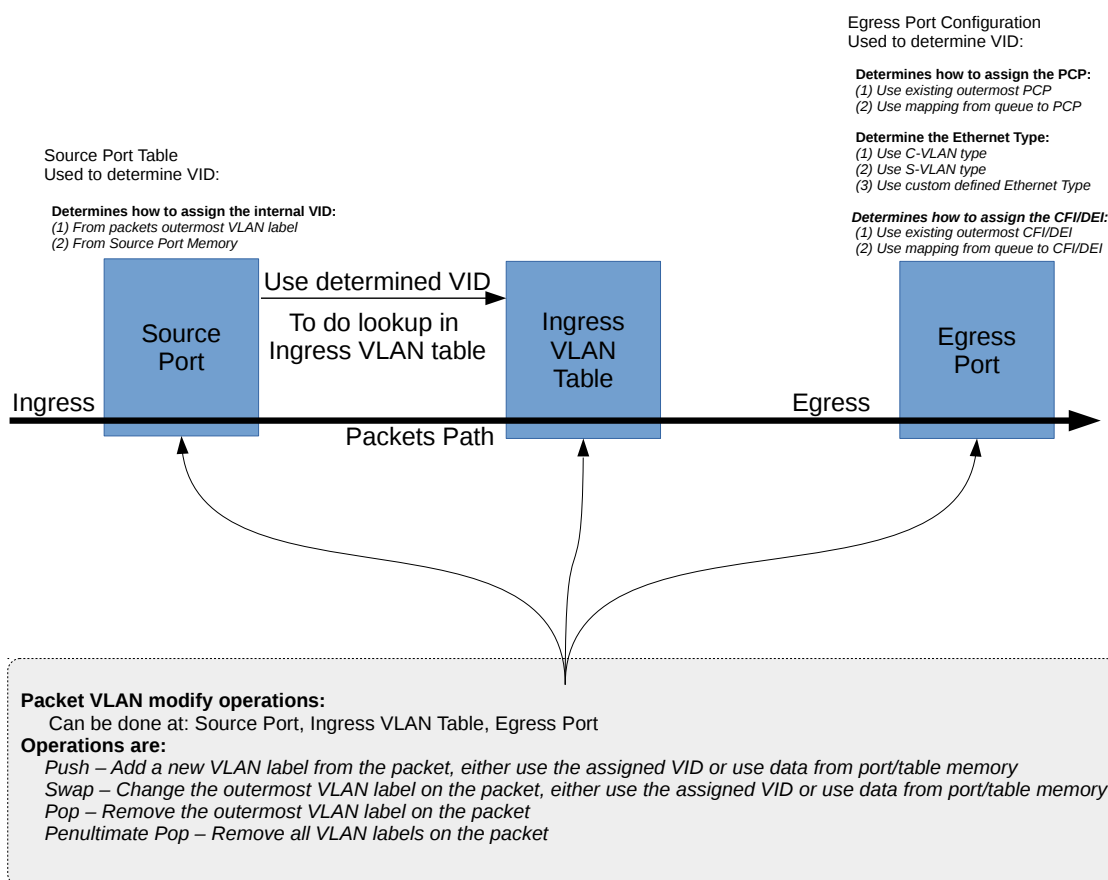 Egress Port Configuration
Used to determine VID:
Determines how to assign the PCP:
(1) Use existing outermost PCP
(2) Use mapping from queue to PCP
Determine the Ethernet Type:
(1) Use C-VLAN type
(2) Use S-VLAN type
(3) Use custom defined Ethernet Type
Determines how to assign the CFI/DEI:
(1) Use existing outermost CFI/DEI
(2) Use mapping from queue to CFI/DEI
Source Port Table
Used to determine VID:
Determines how to assign the internal VID:
(1) From packets outermost VLAN label
(2) From Source Port Memory
Source
Port
Use determined VID
To do lookup in
Ingress VLAN table
Ingress
VLAN
Table
Egress
Port
Ingress
Packets Path
Egress
Packet VLAN modify operations:
Can be done at: Source Port, Ingress VLAN Table, Egress Port
Operations are:
Push – Add a new VLAN label from the packet, either use the assigned VID or use data from port/table memory
Swap – Change the outermost VLAN label on the packet, either use the assigned VID or use data from port/table memory
Pop – Remove the outermost VLAN label on the packet
Penultimate Pop – Remove all VLAN labels on the packet